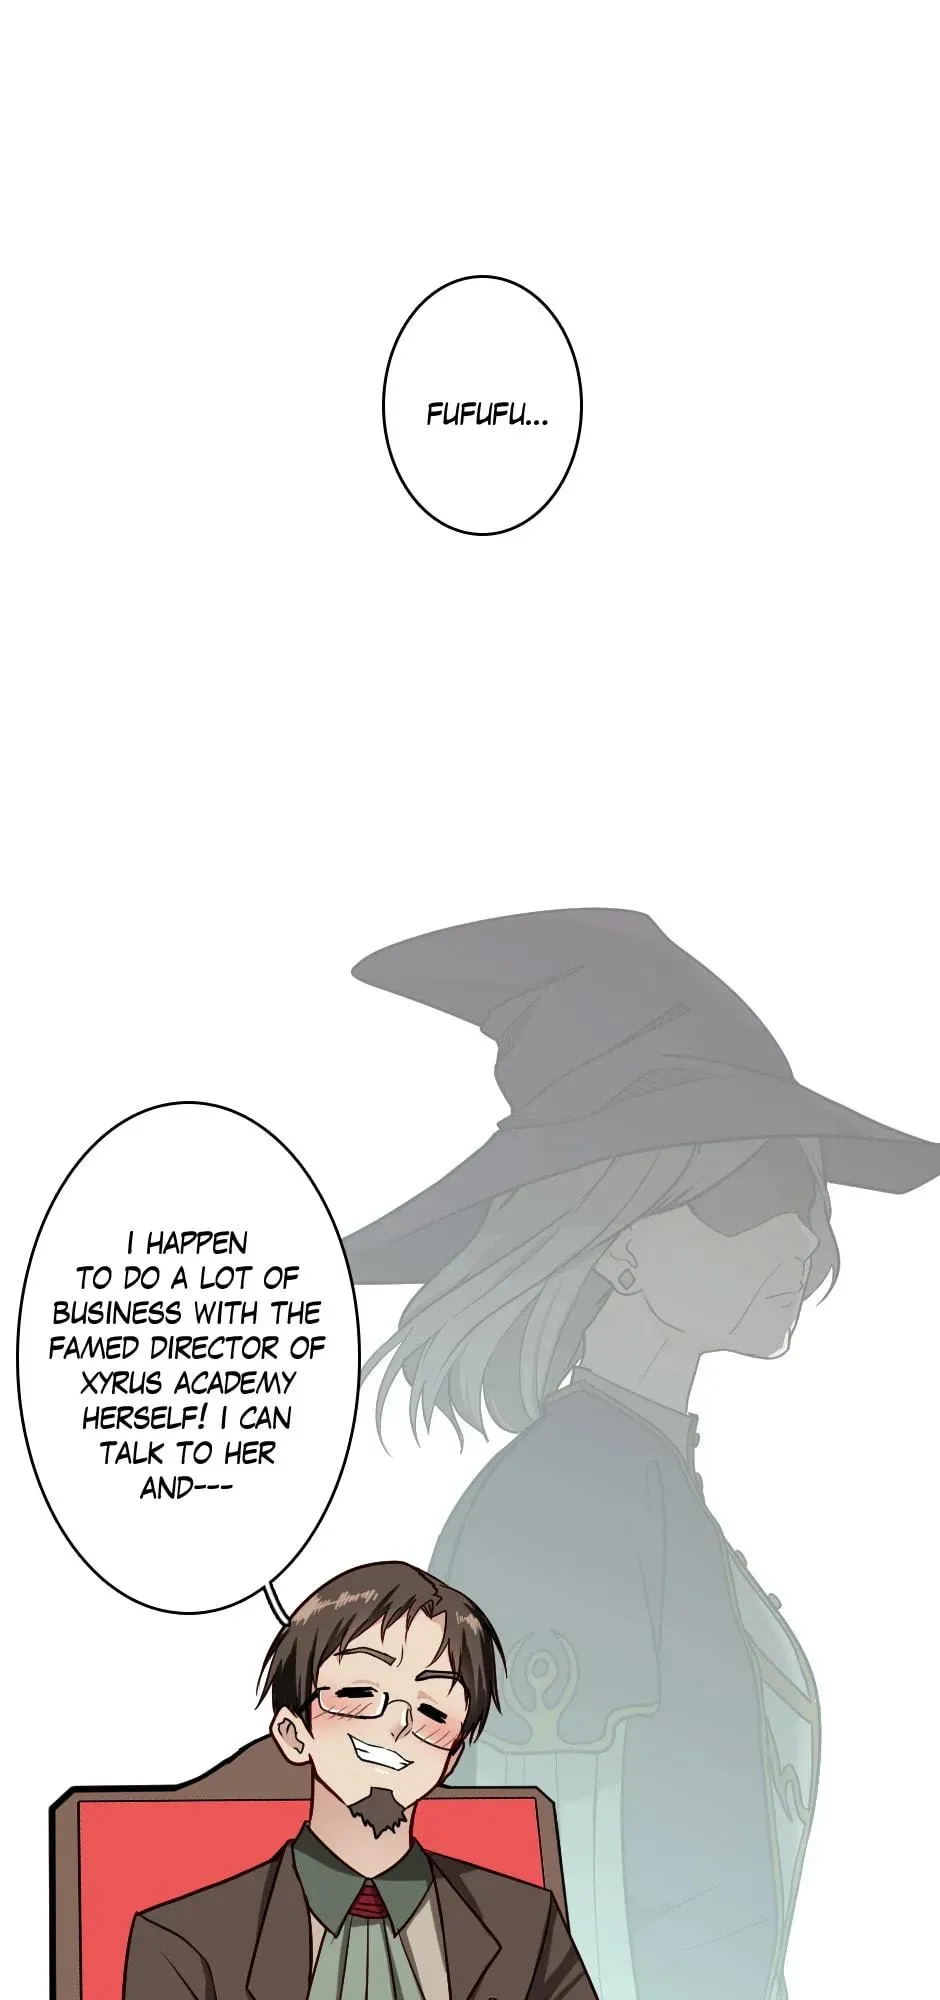 FUFUFU...
I HAPPEN
TO DO A LOT OF
BUSINESS WITH THE
FAMED DIRECTOR OF
XYRUS ACADEMY
HERSELF! I CAN
TALK TO HER
AND---